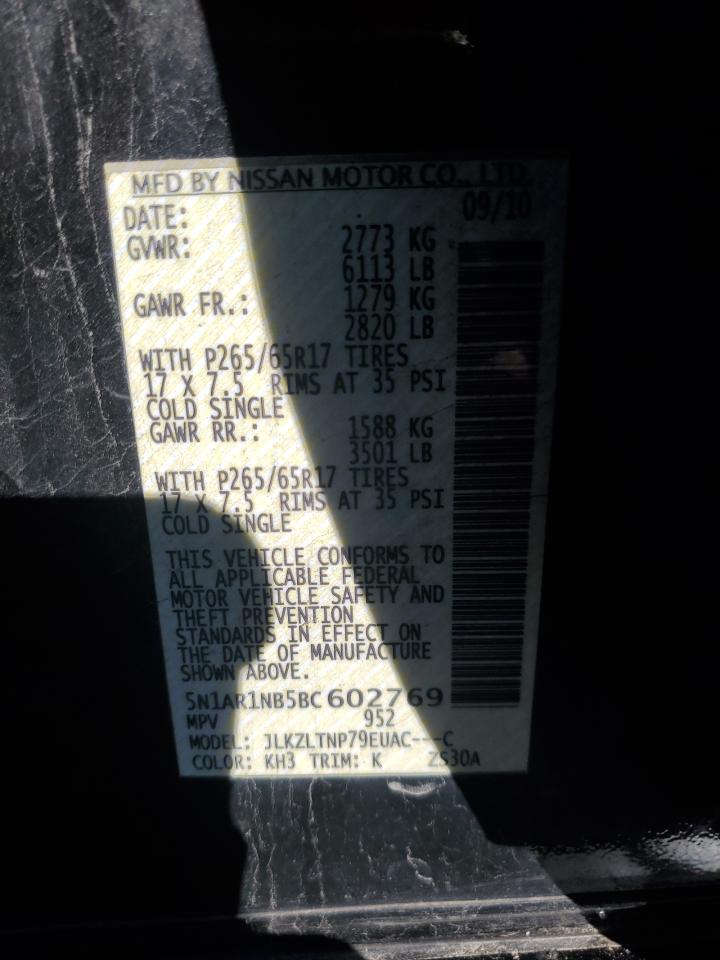 MFD BY NISSAN MOTOR CO., LTD.
DATE: 09/10
GVWR: 2773 KG
6113 LB
GAWR FR.: 1279 KG
2820 LB
WITH P265/65R17 TIRES
17 X 7.5 RIMS AT 35 PSI
COLD SINGLE
GAWR RR.: 1588 KG
3501 LB
WITH P265/65R17 TIRES
17 X 7.5 RIMS AT 35 PSI
COLD SINGLE
THIS VEHICLE CONFORMS TO
ALL APPLICABLE FEDERAL
MOTOR VEHICLE SAFETY AND
THEFT PREVENTION
STANDARDS IN EFFECT ON
THE DATE OF MANUFACTURE
SHOWN ABOVE.
5N1AR1NB5BC602769
MPV 952
MODEL: JLKZLTNP79EUAC---C
COLOR: KH3 TRIM: K ZS30A